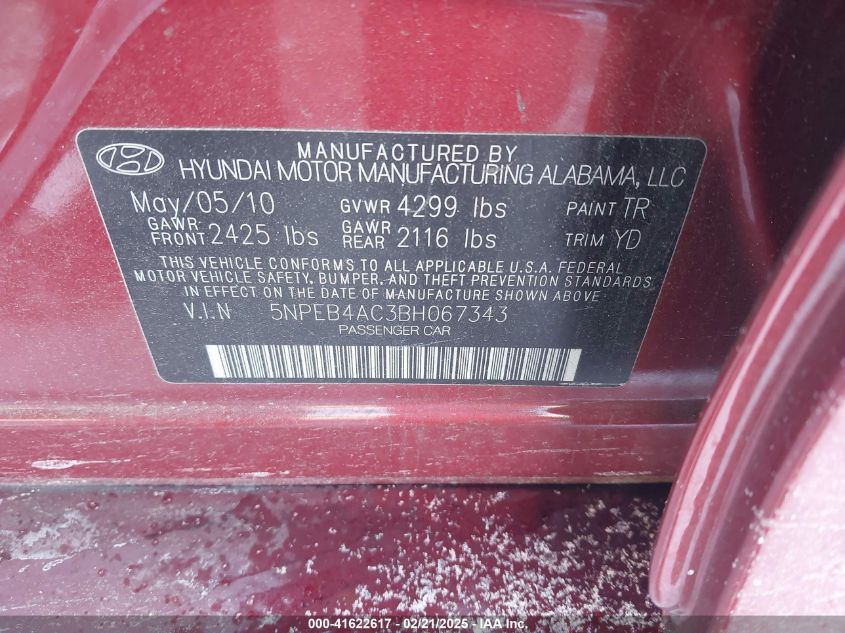 MANUFACTURED BY
HYUNDAI MOTOR MANUFACTURING ALABAMA, LLC
May/05/10 GVWR 4299 lbs PAINT TR
GAWR FRONT 2425 lbs GAWR REAR 2116 lbs TRIM YD
THIS VEHICLE CONFORMS TO ALL APPLICABLE U.S.A. FEDERAL
MOTOR VEHICLE SAFETY, BUMPER, AND THEFT PREVENTION STANDARDS
IN EFFECT ON THE DATE OF MANUFACTURE SHOWN ABOVE.
V.I.N 5NPEB4AC3BH067343
PASSENGER CAR
000-41622617 - 02/21/2025 - IAA Inc.